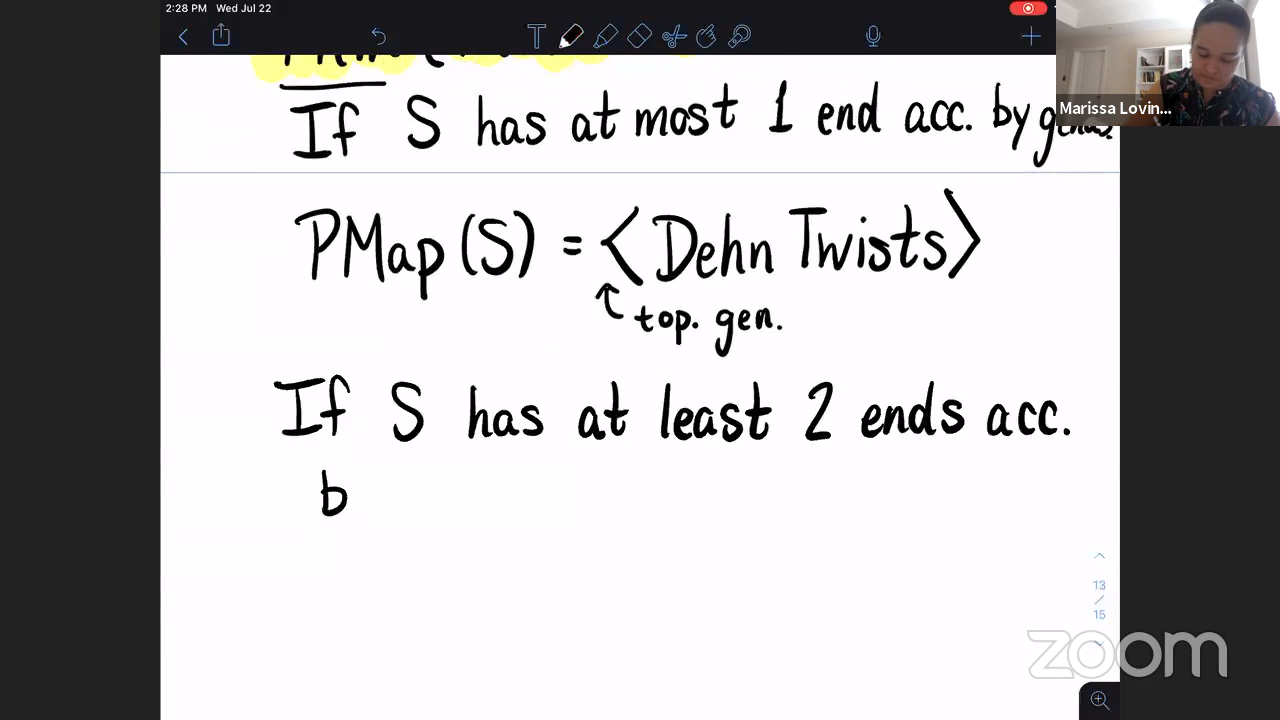 2:28 PM Wed Jul 22
Marissa Lovin...
If S has at most 1 end acc. by genus.
PMap (S) = < Dehn Twists >
top. gen.
If S has at least 2 ends acc.
b
13
/
15
zoom